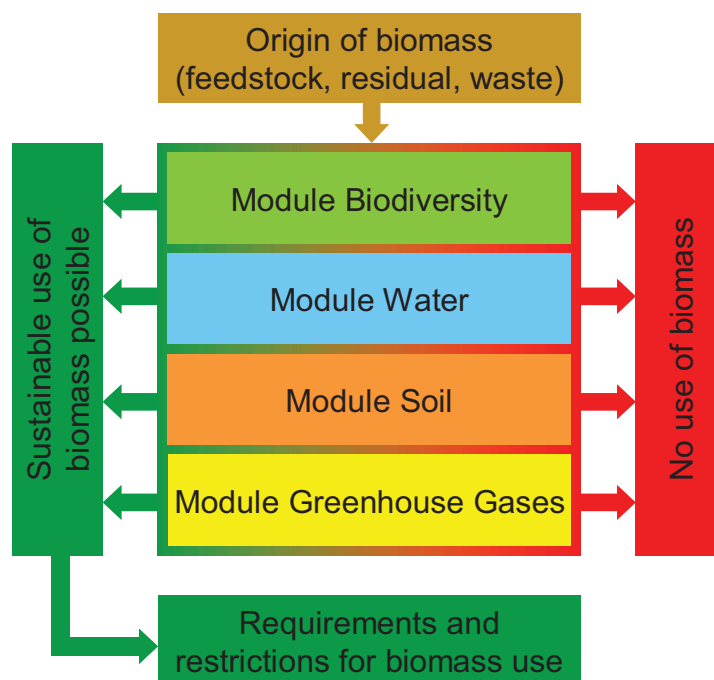 Origin of biomass
(feedstock, residual, waste)
Sustainable use of
biomass possible
Module Biodiversity
Module Water
Module Soil
Module Greenhouse Gases
No use of biomass
Requirements and
restrictions for biomass use